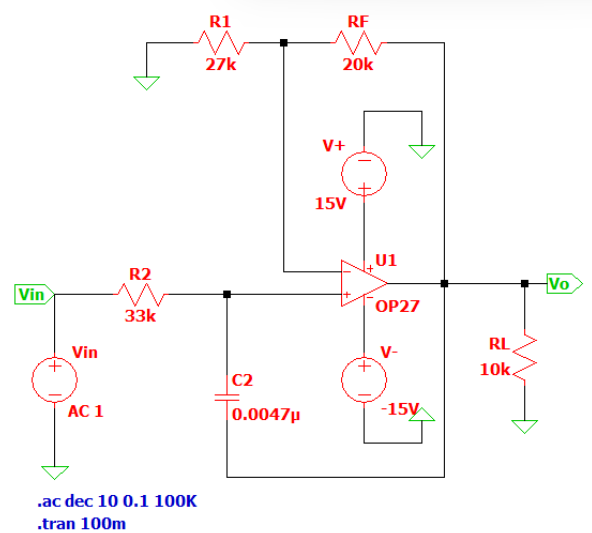 R1
RF
27k
20k
V+
15V
U1
OP27
R2
33k
Vin
Vo
Vin
AC 1
C2
0.0047µ
V-
-15V
RL
10k
.ac dec 10 0.1 100K
.tran 100m